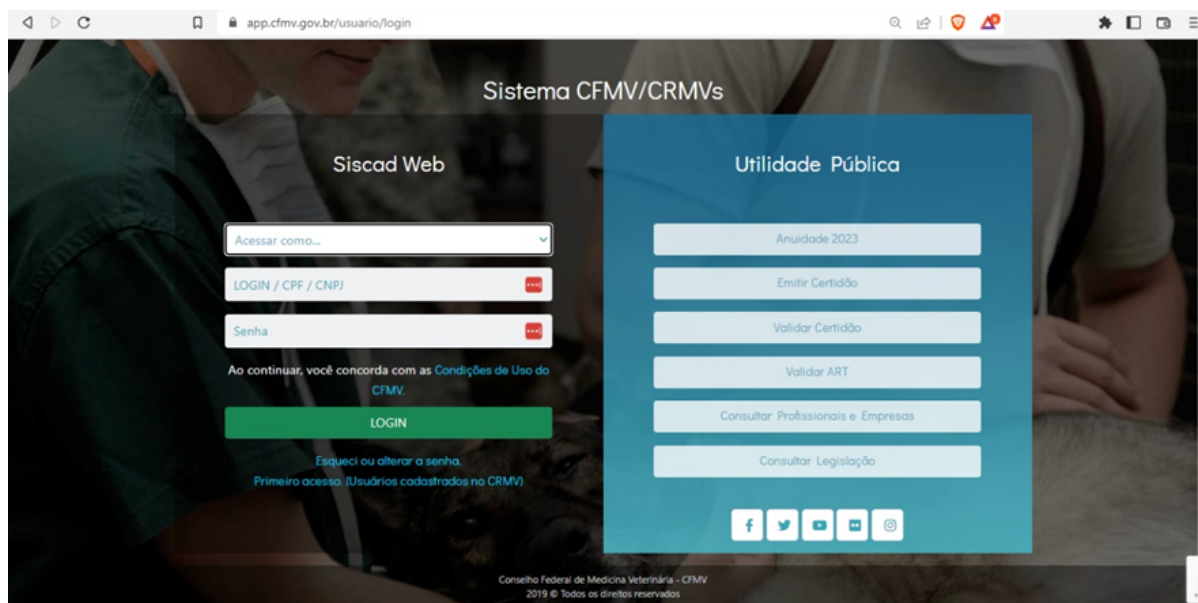 app.cfmv.gov.br/usuario/login
Sistema CFMV/CRMVs
Siscad Web
Acessar como...
LOGIN / CPF / CNPJ
Senha
Ao continuar, você concorda com as Condições de Uso do
CFMV.
LOGIN
Esqueci ou alterar a senha.
Primeiro acesso. (Usuários cadastrados no CRMV)
Utilidade Pública
Anuidade 2023
Emitir Certidão
Validar Certidão
Validar ART
Consultar Profissionais e Empresas
Consultar Legislação
Conselho Federal de Medicina Veterinária - CFMV
2019 © Todos os direitos reservados